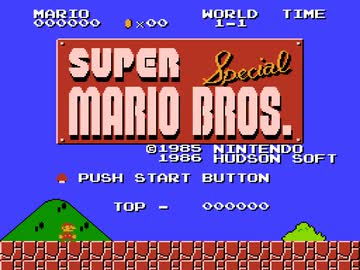 MARIO WORLD TIME
000000 ×00 1-1
SUPER Special
MARIO BROS.
©1985 NINTENDO
1986 HUDSON SOFT
PUSH START BUTTON
TOP - 000000